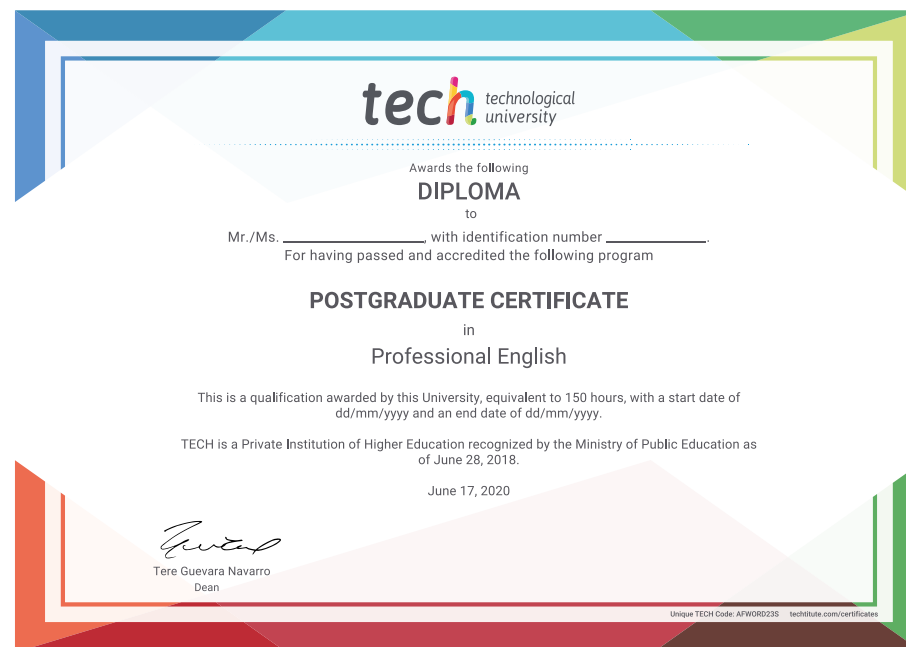 tech technological
university
Awards the following
DIPLOMA
to
Mr./Ms. ____________________, with identification number ______________.
For having passed and accredited the following program
POSTGRADUATE CERTIFICATE
in
Professional English
This is a qualification awarded by this University, equivalent to 150 hours, with a start date of
dd/mm/yyyy and an end date of dd/mm/yyyy.
TECH is a Private Institution of Higher Education recognized by the Ministry of Public Education as
of June 28, 2018.
June 17, 2020
Tere Guevara Navarro
Dean
Unique TECH Code: AFWORD23S techtitute.com/certificates